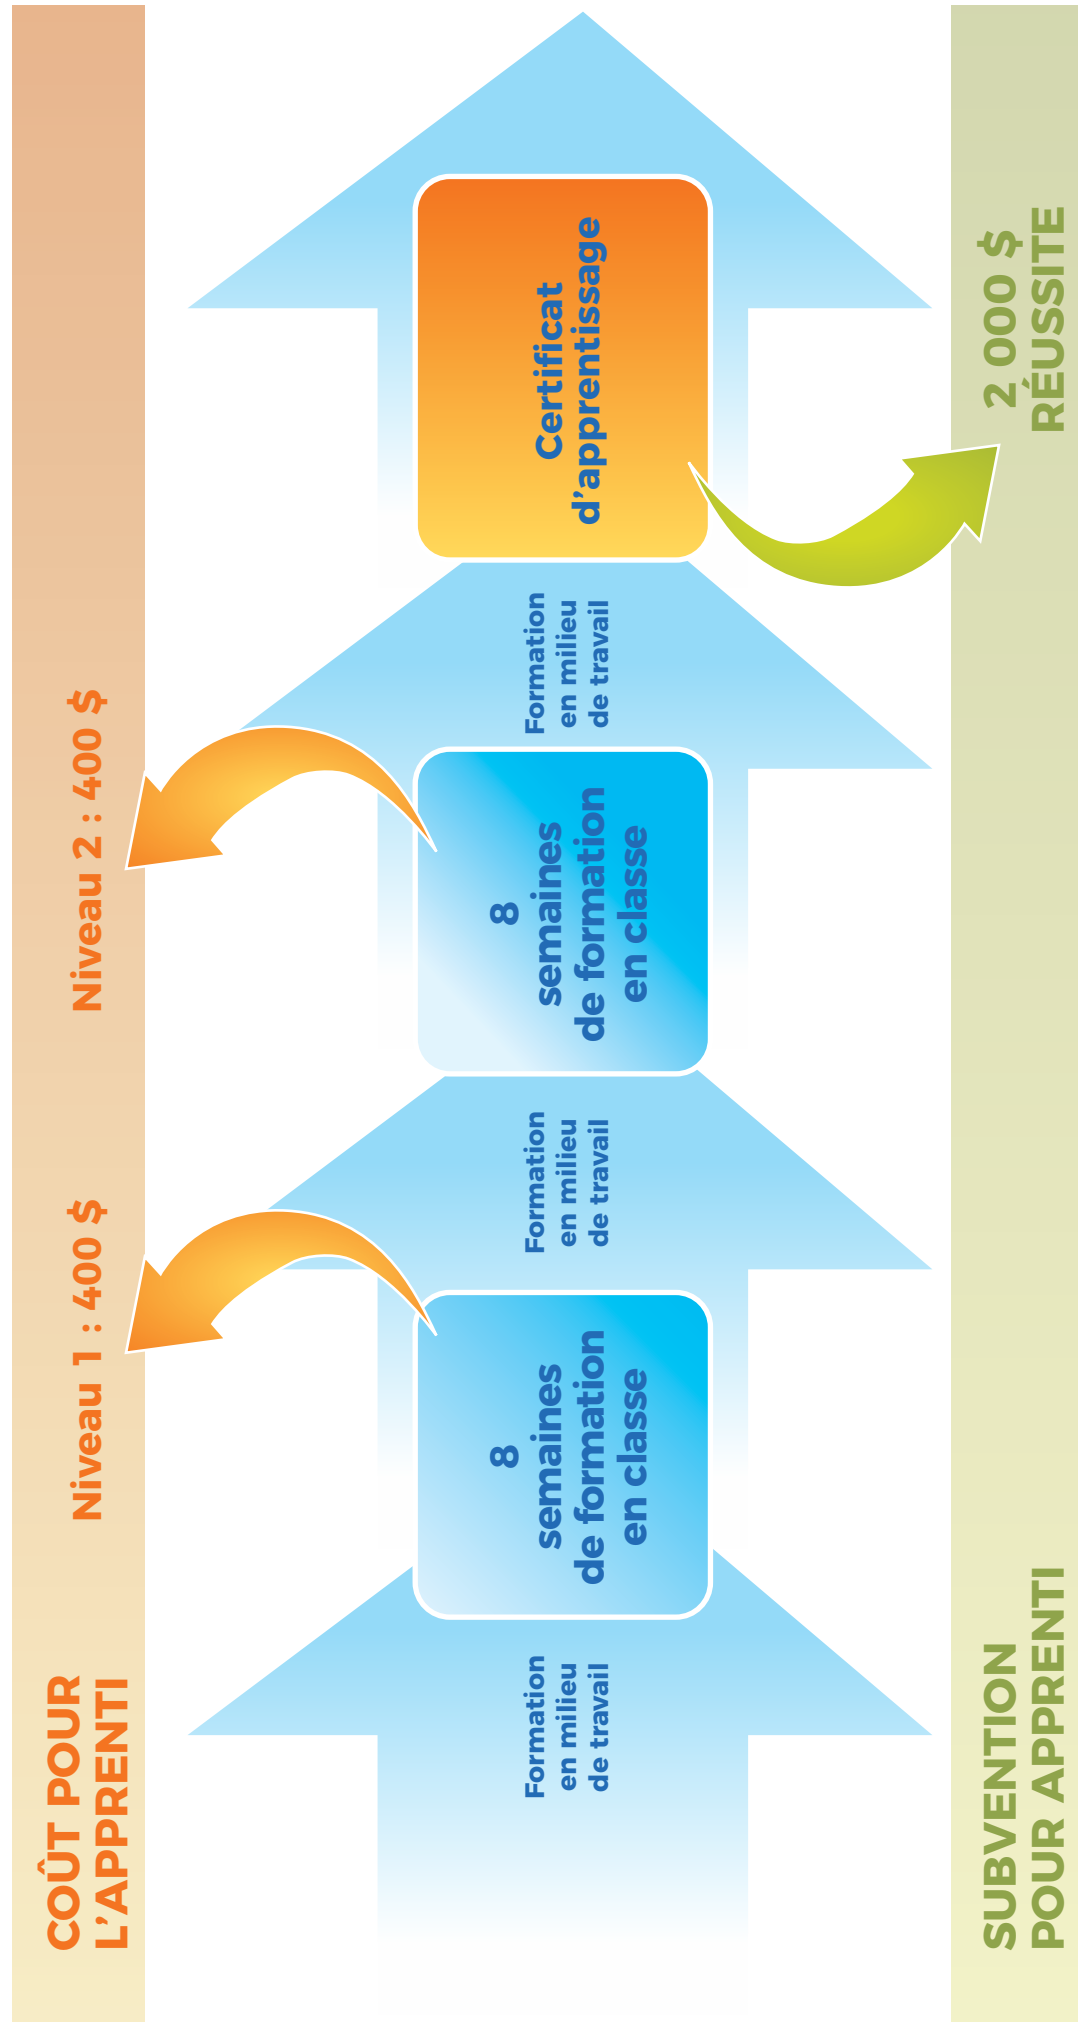 COÛT POUR
L'APPRENTI
Niveau 1 : 400 $
Niveau 2 : 400 $
Formation
en milieu
de travail
8
semaines
de formation
en classe
Formation
en milieu
de travail
8
semaines
de formation
en classe
Formation
en milieu
de travail
Certificat
d'apprentissage
SUBVENTION
POUR APPRENTI
2 000 $
RÉUSSITE